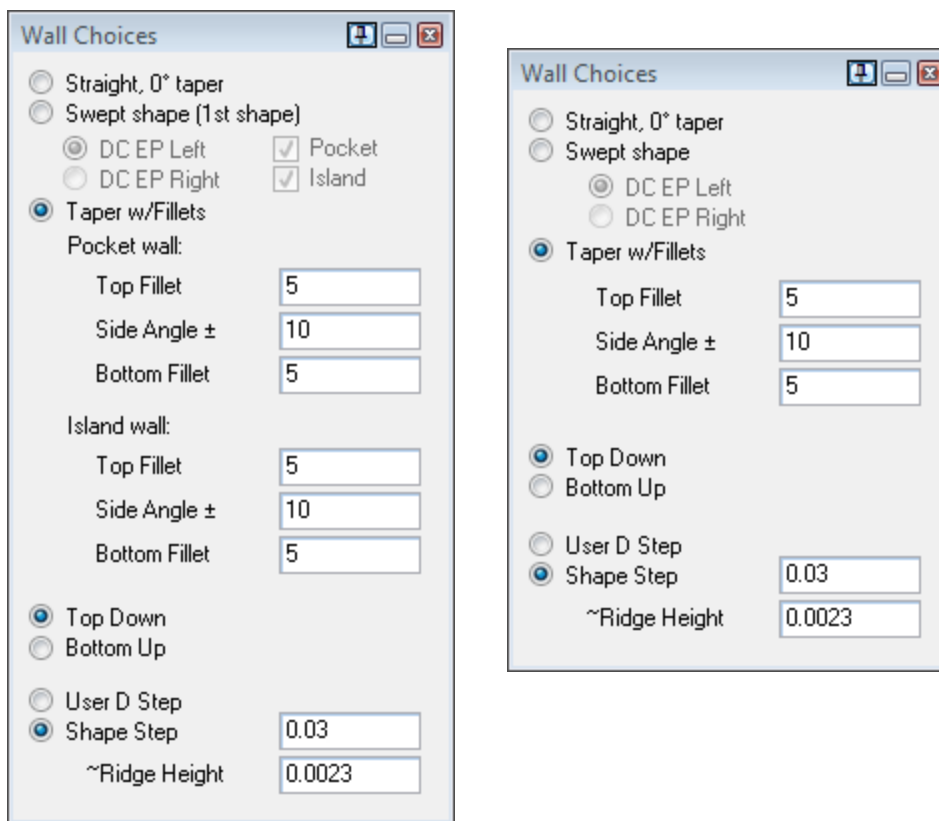 Wall Choices
Straight, 0° taper
Swept shape (1st shape)
DC EP Left Pocket
DC EP Right Island
Taper w/Fillets
Pocket wall:
Top Fillet 5
Side Angle ± 10
Bottom Fillet 5
Island wall:
Top Fillet 5
Side Angle ± 10
Bottom Fillet 5
Top Down
Bottom Up
User D Step
Shape Step 0.03
~Ridge Height 0.0023
Wall Choices
Straight, 0° taper
Swept shape
DC EP Left
DC EP Right
Taper w/Fillets
Top Fillet 5
Side Angle ± 10
Bottom Fillet 5
Top Down
Bottom Up
User D Step
Shape Step 0.03
~Ridge Height 0.0023